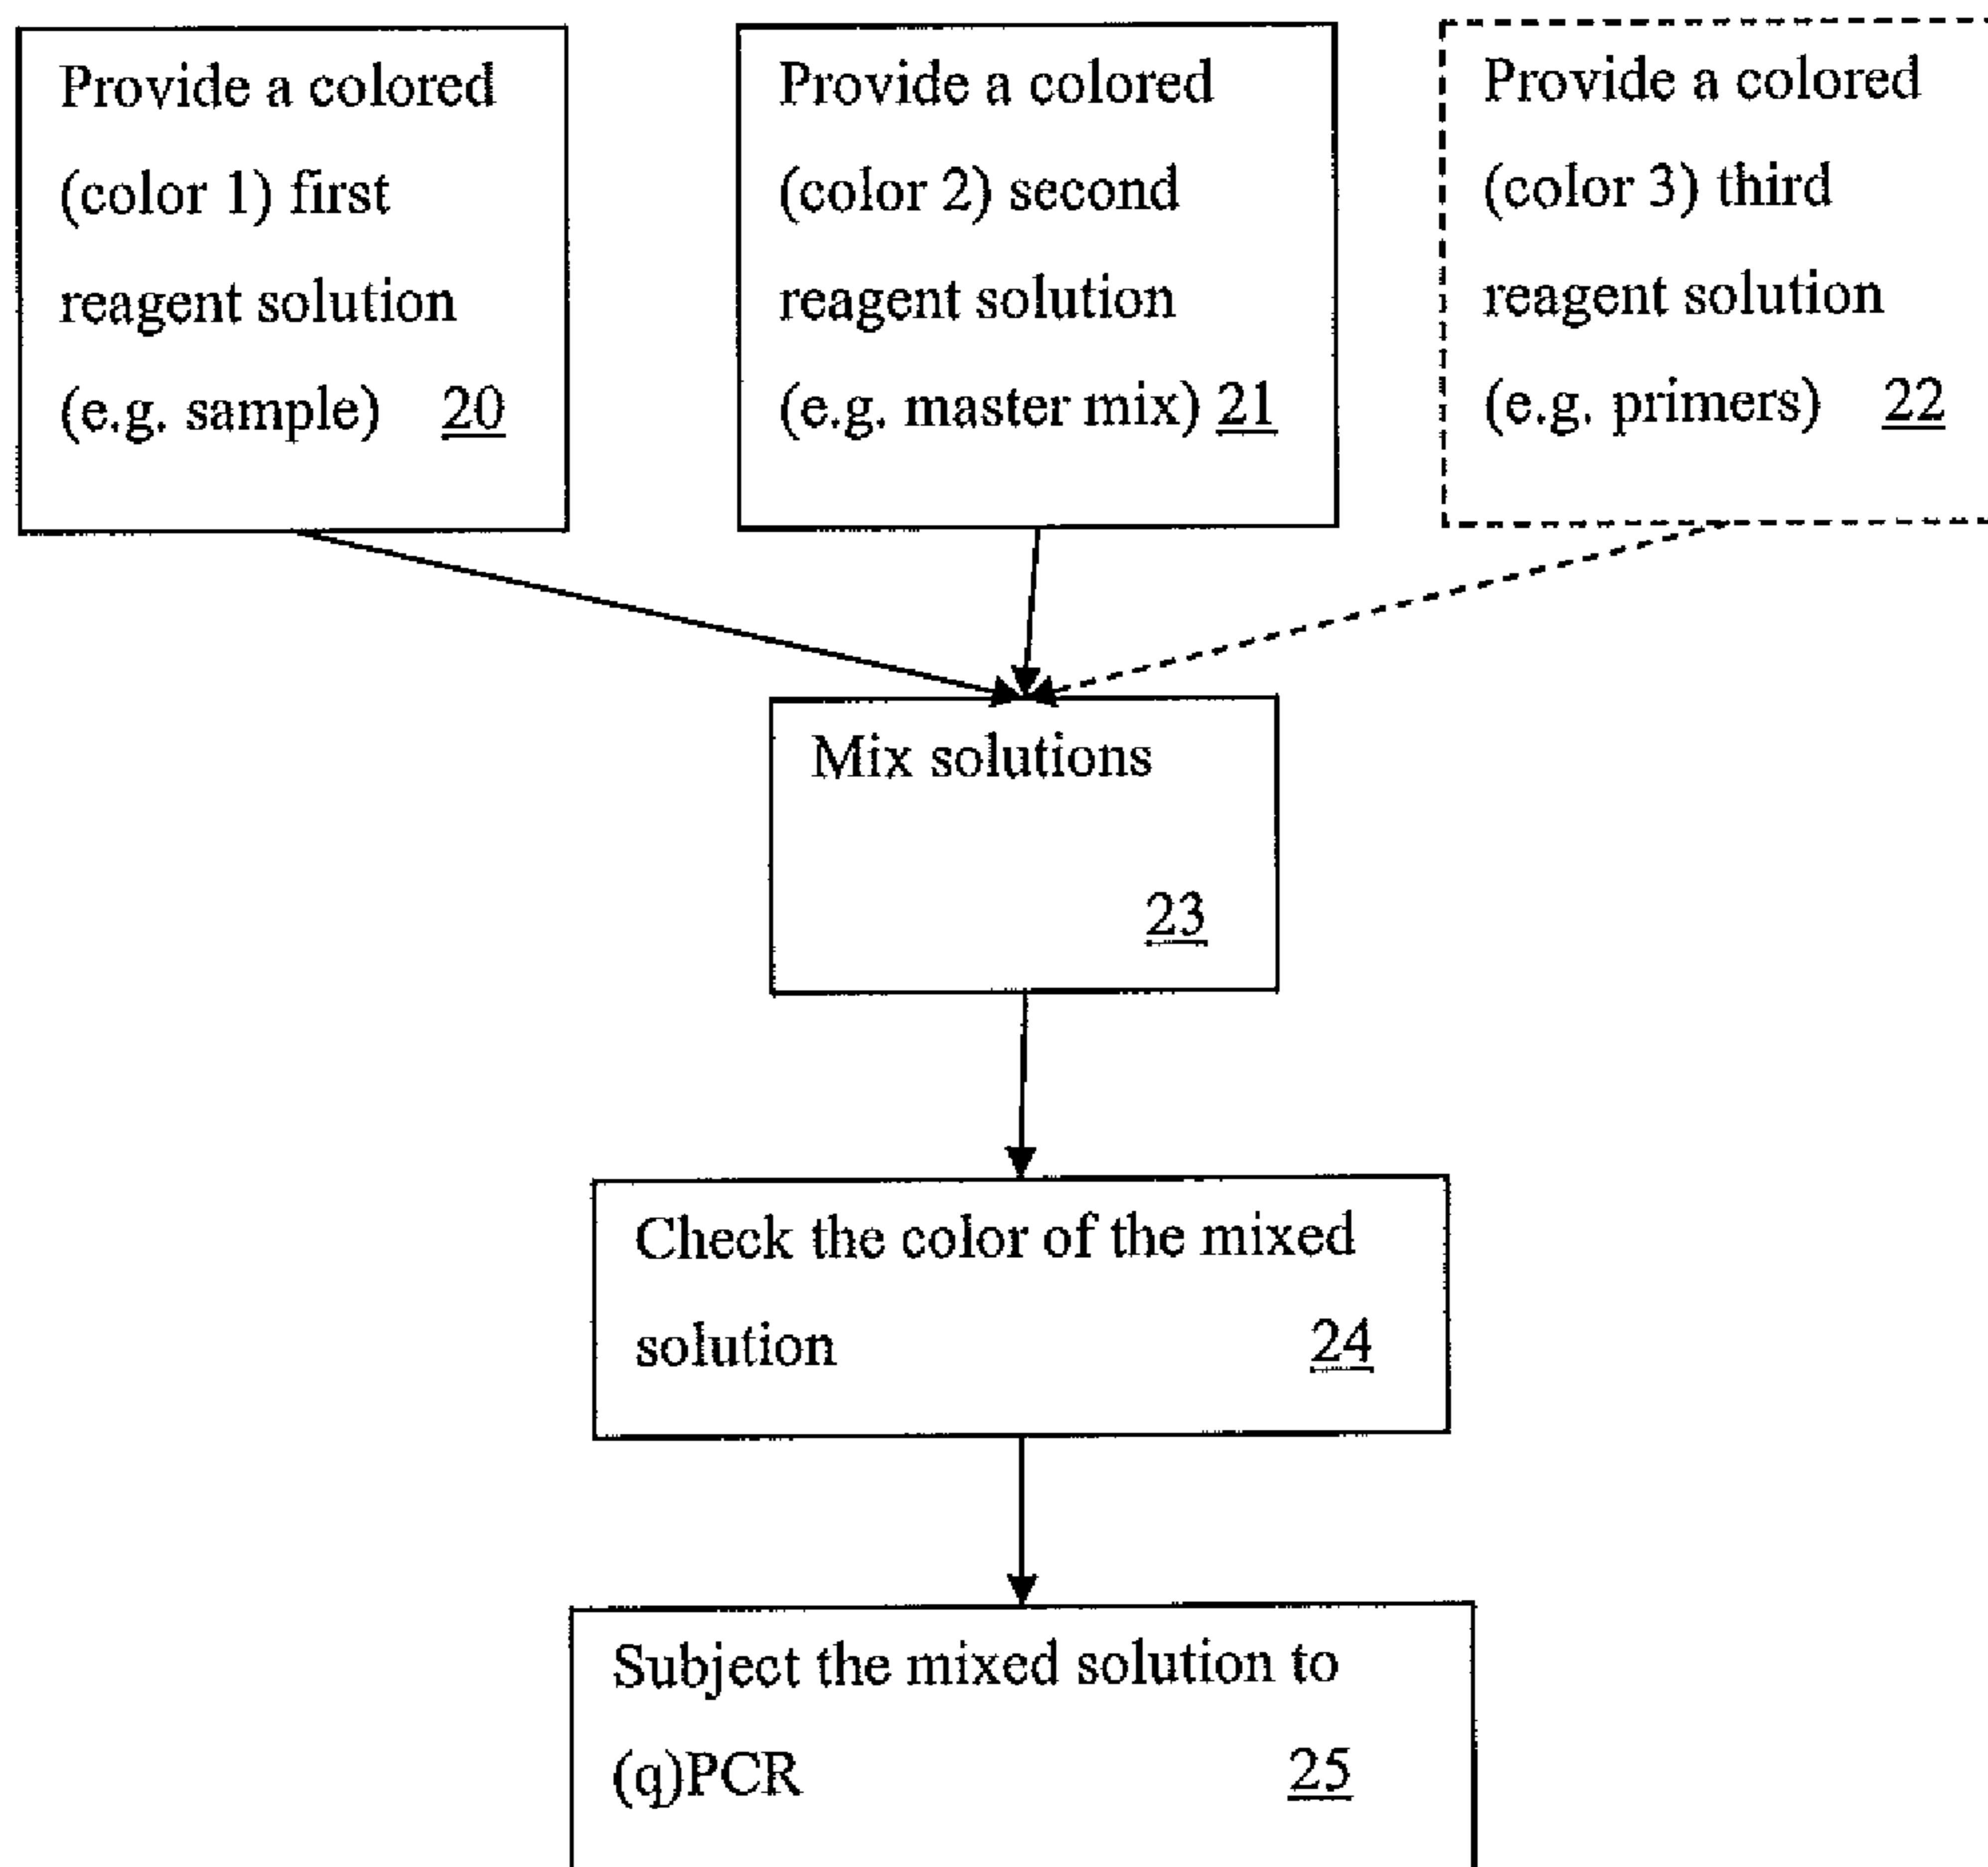 Provide a colored
(color 1) first
reagent solution
(e.g. sample) 20
Provide a colored
(color 2) second
reagent solution
(e.g. master mix) 21
Provide a colored
(color 3) third
reagent solution
(e.g. primers) 22
Mix solutions
23
Check the color of the mixed
solution 24
Subject the mixed solution to
(q)PCR 25